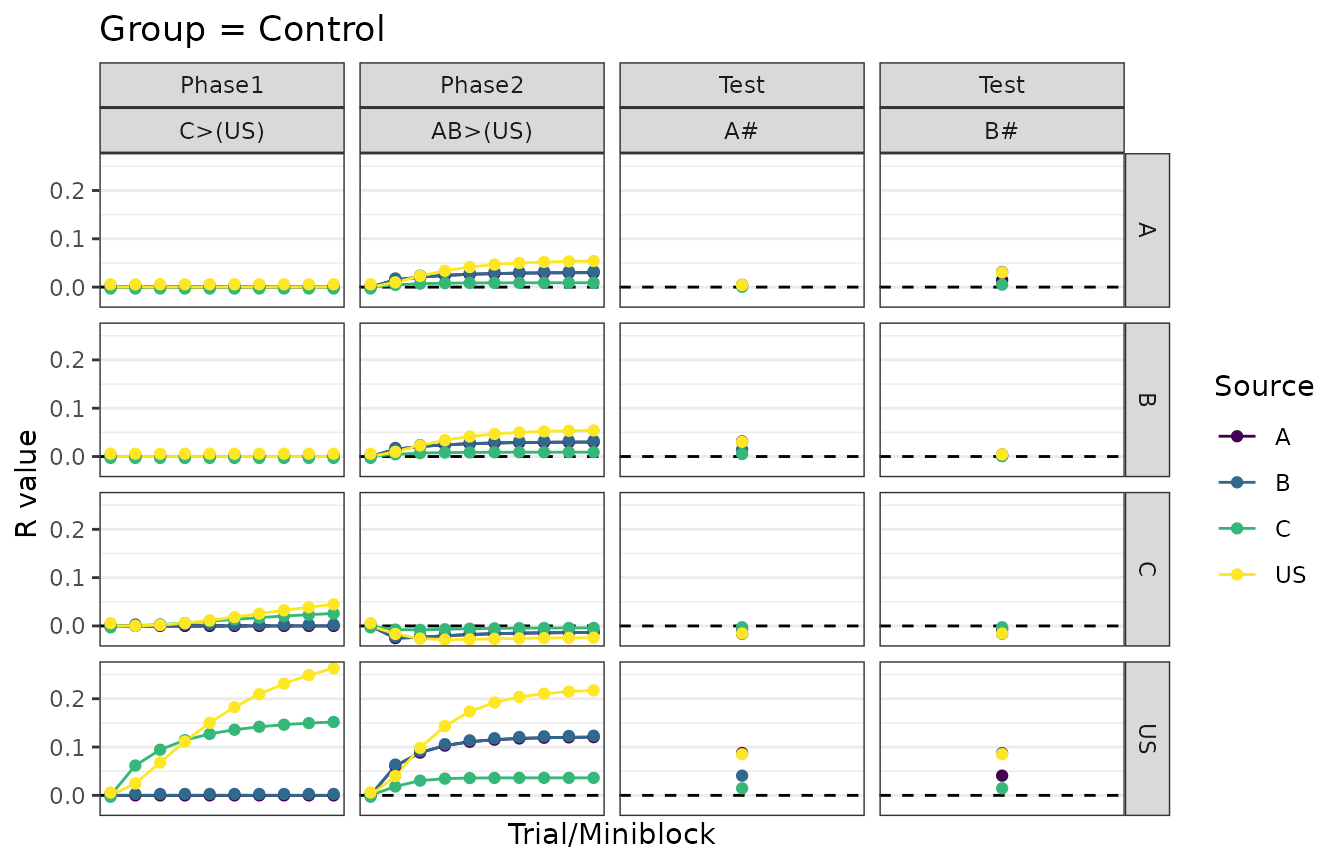 Group = Control
Phase1
Phase2
Test
Test
C>(US)
AB>(US)
A#
B#
0.2
0.1
0.0
A
0.2
0.1
0.0
B
0.2
0.1
0.0
C
0.2
0.1
0.0
US
R value
Trial/Miniblock
Source
A
B
C
US